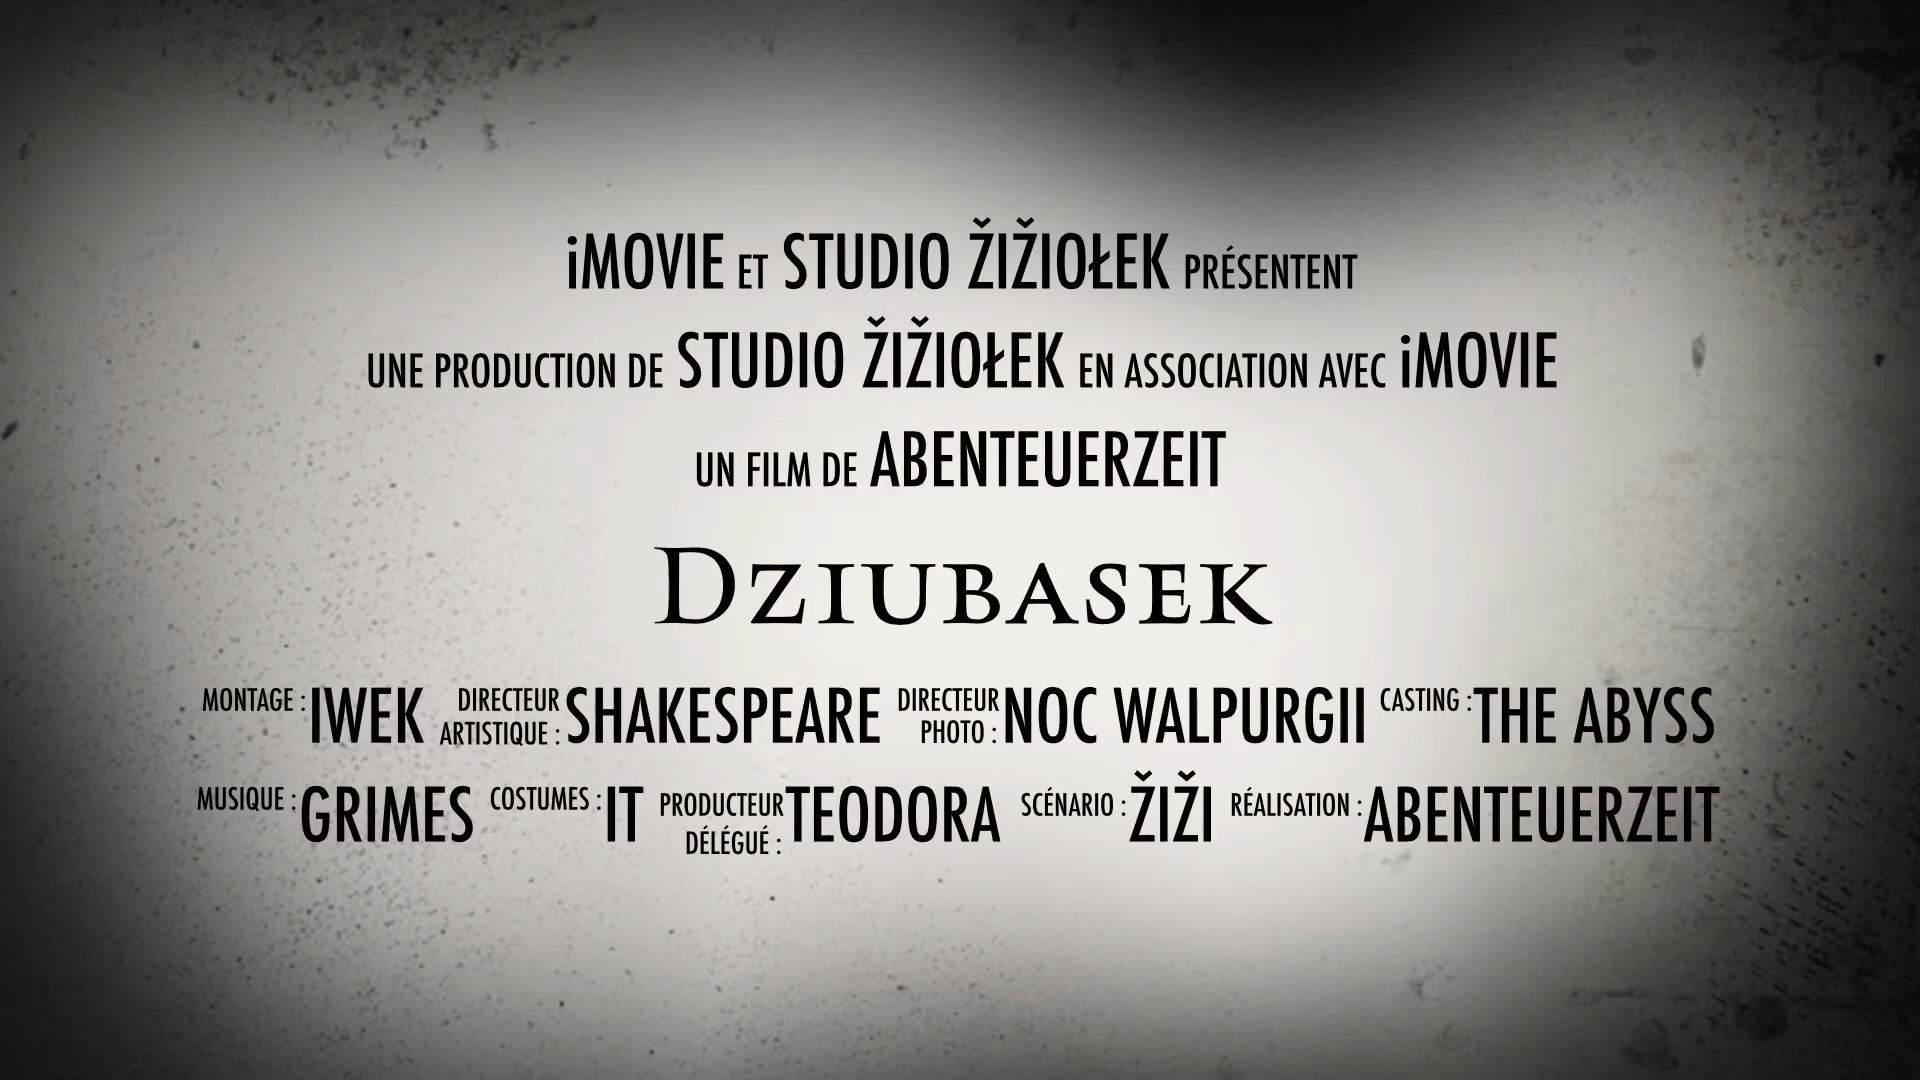 iMOVIE ET STUDIO ŽIŽIOŁEK PRÉSENTENT
UNE PRODUCTION DE STUDIO ŽIŽIOŁEK EN ASSOCIATION AVEC iMOVIE
UN FILM DE ABENTEUERZEIT
DZIUBASEK
MONTAGE : IWEK DIRECTEUR ARTISTIQUE : SHAKESPEARE DIRECTEUR PHOTO : NOC WALPURGII CASTING : THE ABYSS
MUSIQUE : GRIMES COSTUMES : IT PRODUCTEUR DÉLÉGUÉ : TEODORA SCÉNARIO : ŽIŽI RÉALISATION : ABENTEUERZEIT